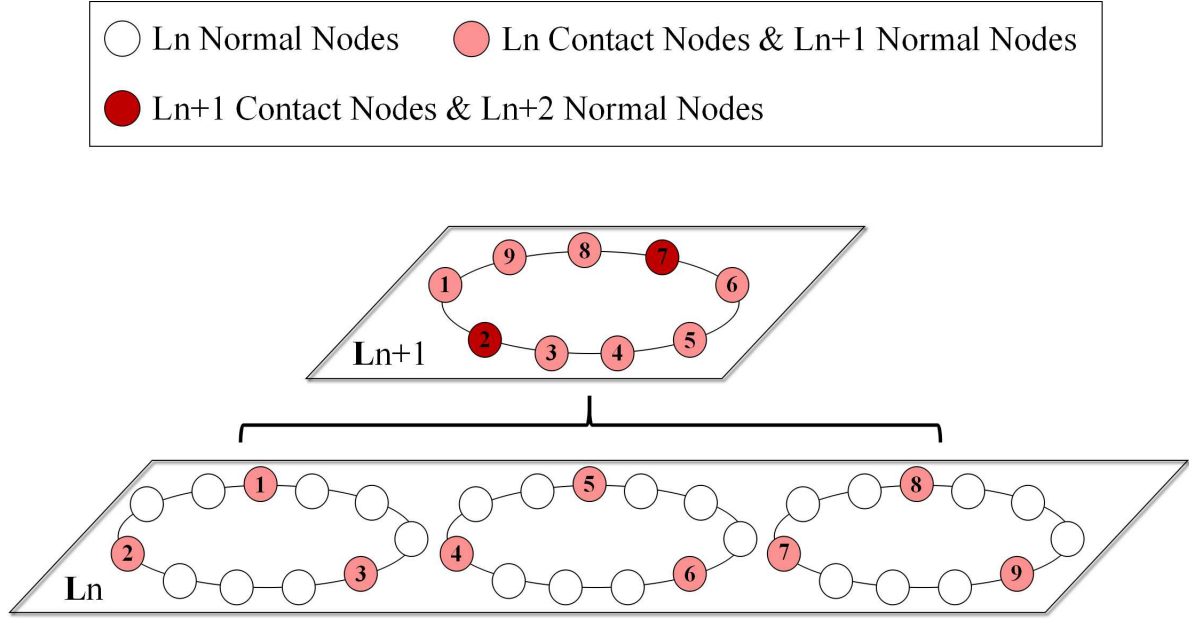 Ln Normal Nodes
Ln Contact Nodes & Ln+1 Normal Nodes
Ln+1 Contact Nodes & Ln+2 Normal Nodes
9 8 7
1 6
2 3 4 5
Ln+1
1 5 8
2 3 4 6 7 9
Ln